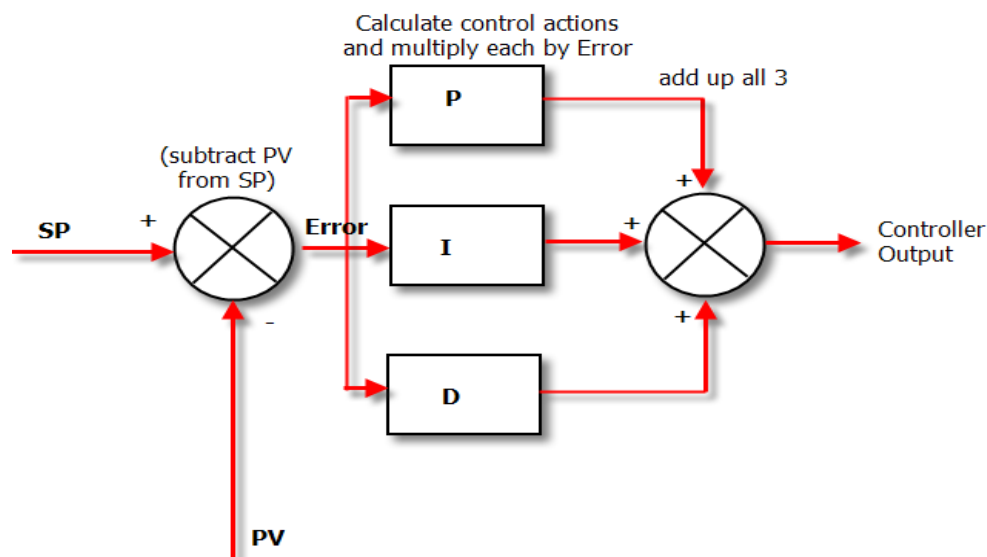 Calculate control actions
and multiply each by Error
P
add up all 3
(subtract PV
from SP)
+
SP
+
Error
+
I
Controller
Output
-
+
D
PV